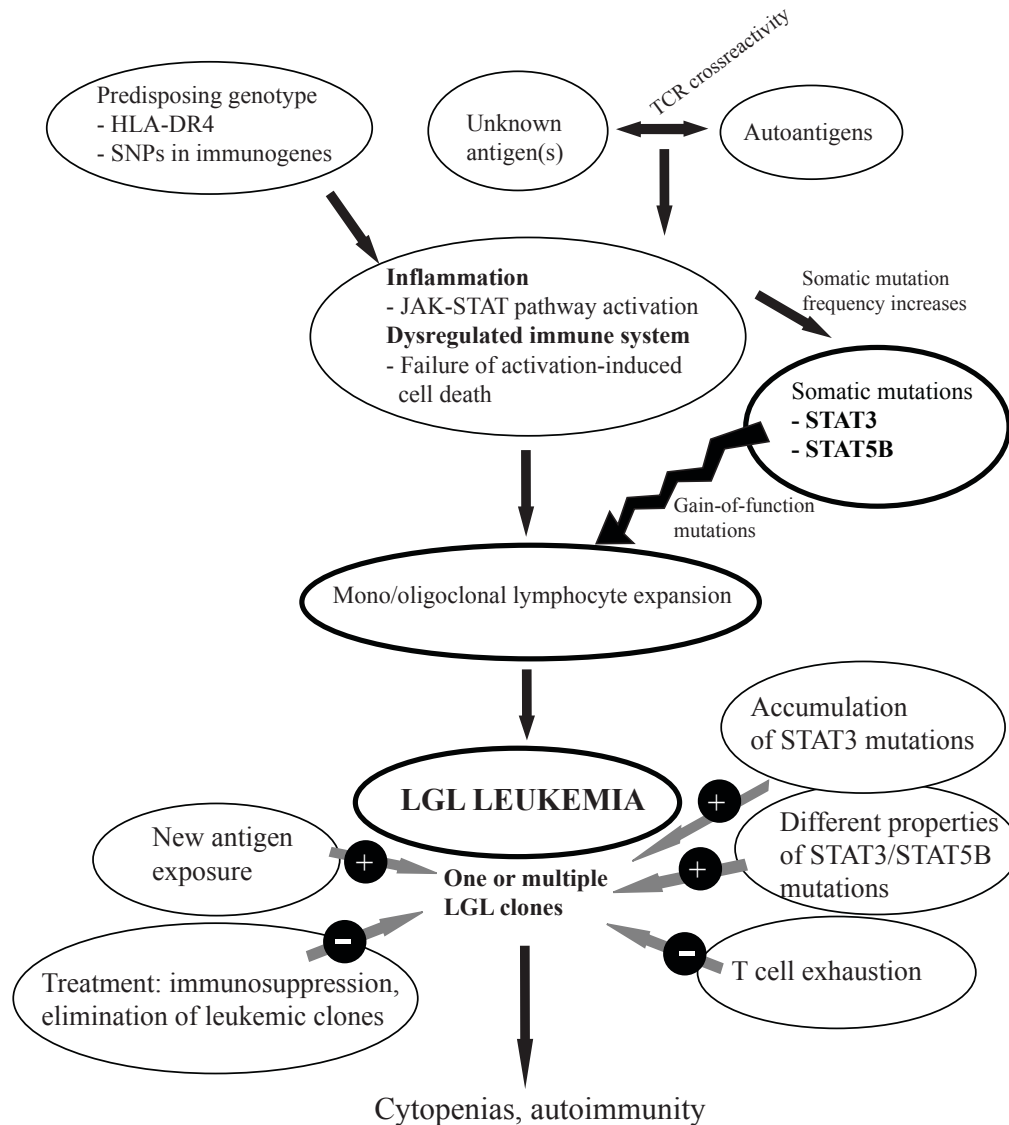 TCR crossreactivity
Predisposing genotype
- HLA-DR4
- SNPs in immunogenes
Unknown
antigen(s)
Autoantigens
Inflammation
- JAK-STAT pathway activation
Dysregulated immune system
- Failure of activation-induced
cell death
Somatic mutation
frequency increases
Somatic mutations
- STAT3
- STAT5B
Gain-of-function
mutations
Mono/oligoclonal lymphocyte expansion
LGL LEUKEMIA
One or multiple
LGL clones
New antigen
exposure
+
Treatment: immunosuppression,
elimination of leukemic clones
-
Accumulation
of STAT3 mutations
+
Different properties
of STAT3/STAT5B
mutations
+
T cell exhaustion
-
Cytopenias, autoimmunity